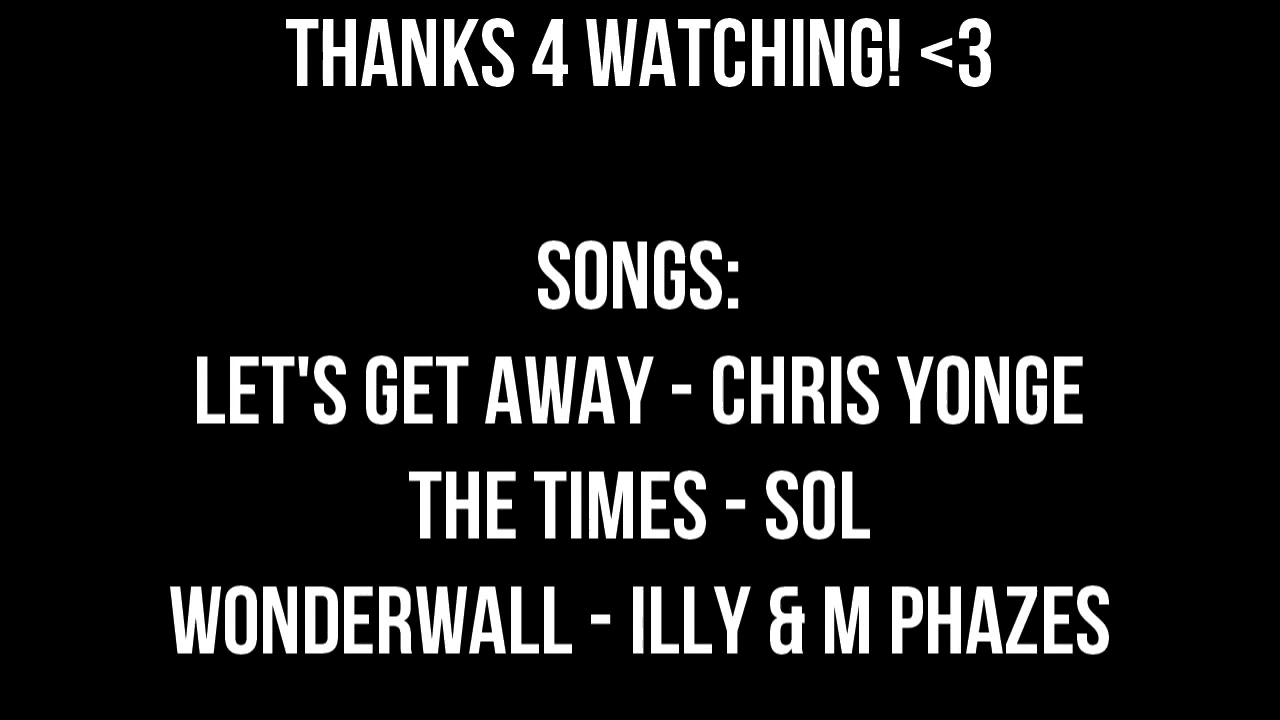 THANKS 4 WATCHING! <3
SONGS:
LET'S GET AWAY - CHRIS YONGE
THE TIMES - SOL
WONDERWALL - ILLY & M PHAZES